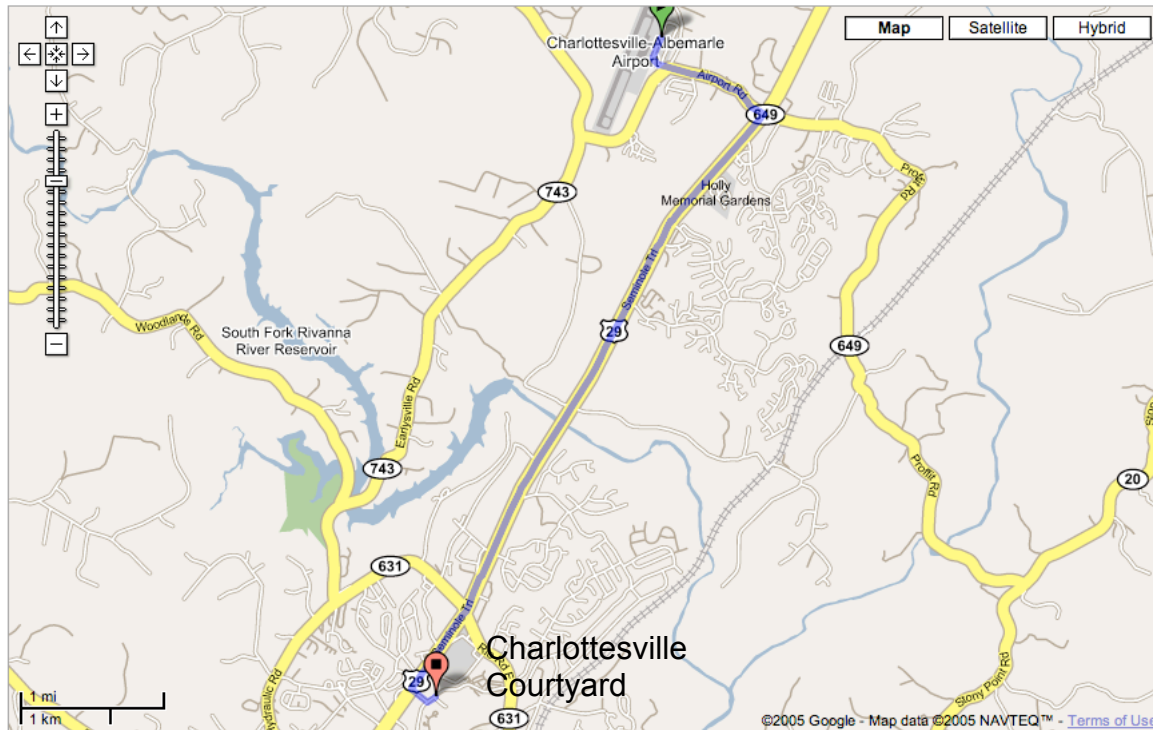 Map
Satellite
Hybrid
Charlottesville-Albemarle
Airport
Airport Rd
649
Proffit Rd
743
Holly
Memorial Gardens
Seminole Trl
29
Woodlands Rd
South Fork Rivanna
River Reservoir
649
Earlysville Rd
743
Proffit Rd
20
631
Seminole Trl
Charlottesville
Courtyard
29
Stony Point Rd
631
Hydraulic Rd
1 mi
1 km
©2005 Google - Map data ©2005 NAVTEQ™ - Terms of Use